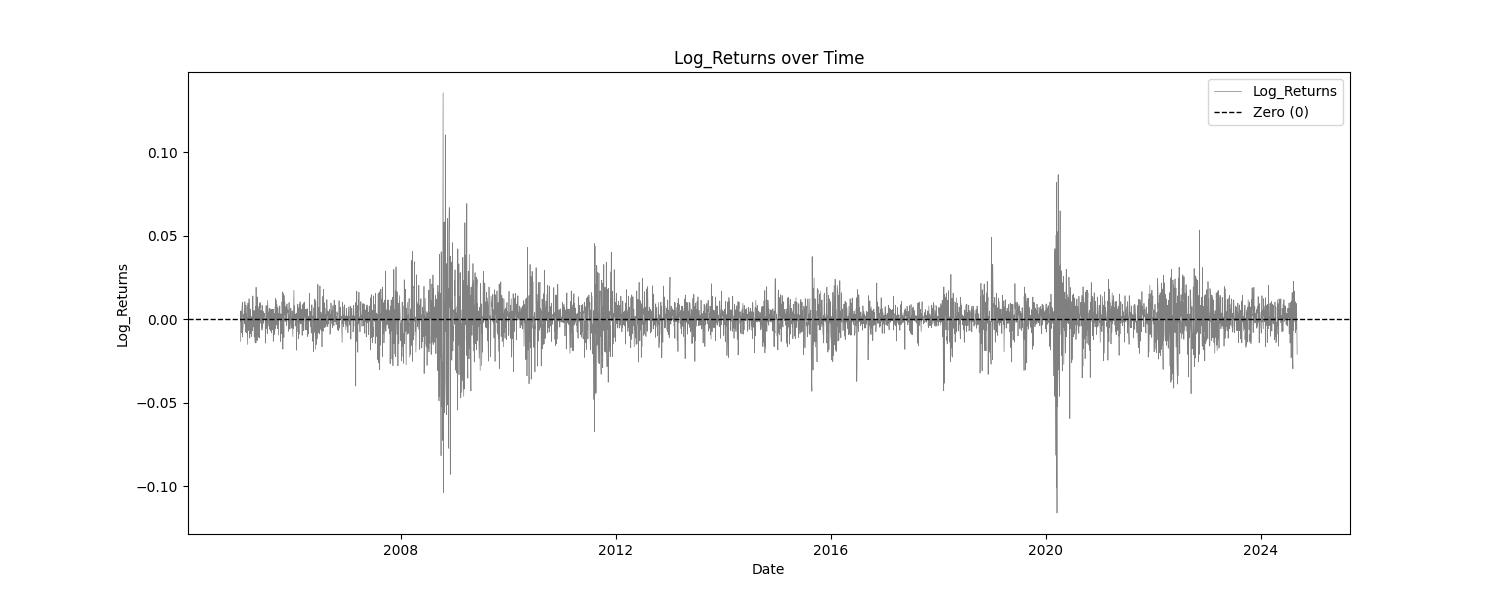 Log_Returns over Time
Log_Returns
Zero (0)
0.10
0.05
0.00
−0.05
−0.10
Log_Returns
2008
2012
2016
2020
2024
Date